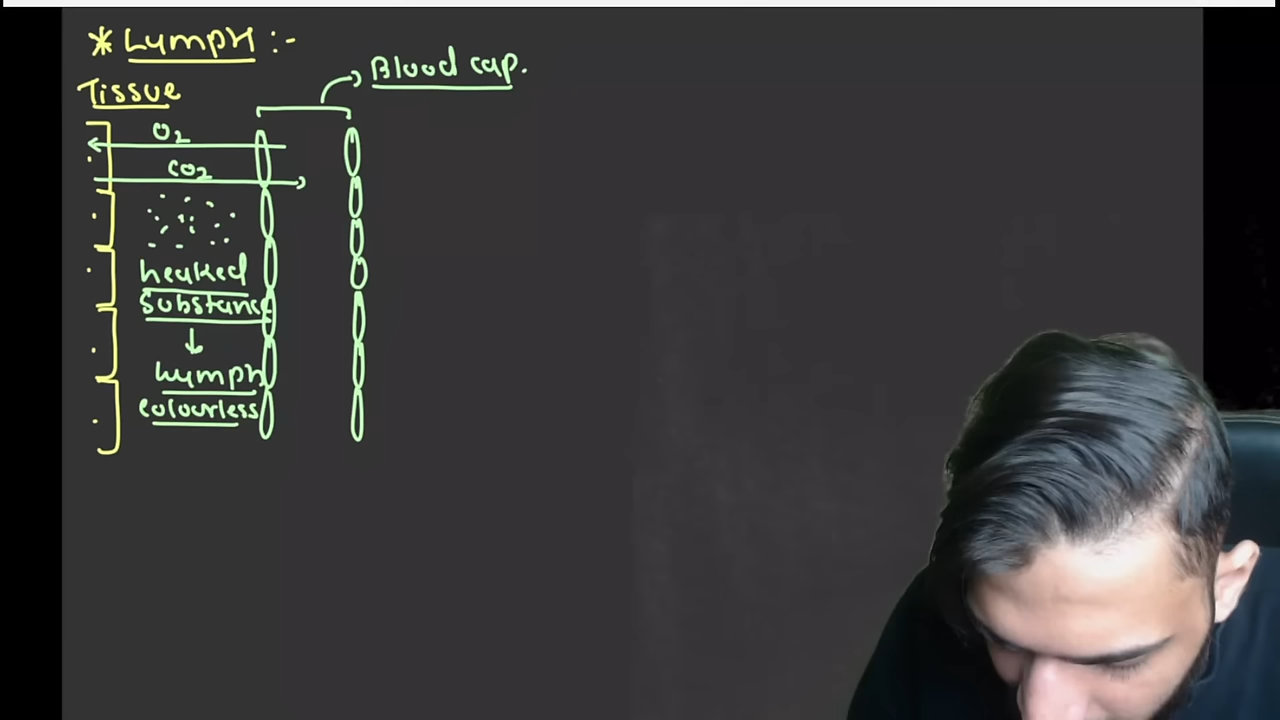 * Lymph :-
Blood cap.
Tissue
O2
CO2
Leaked
Substance
↓
Lymph
colourless